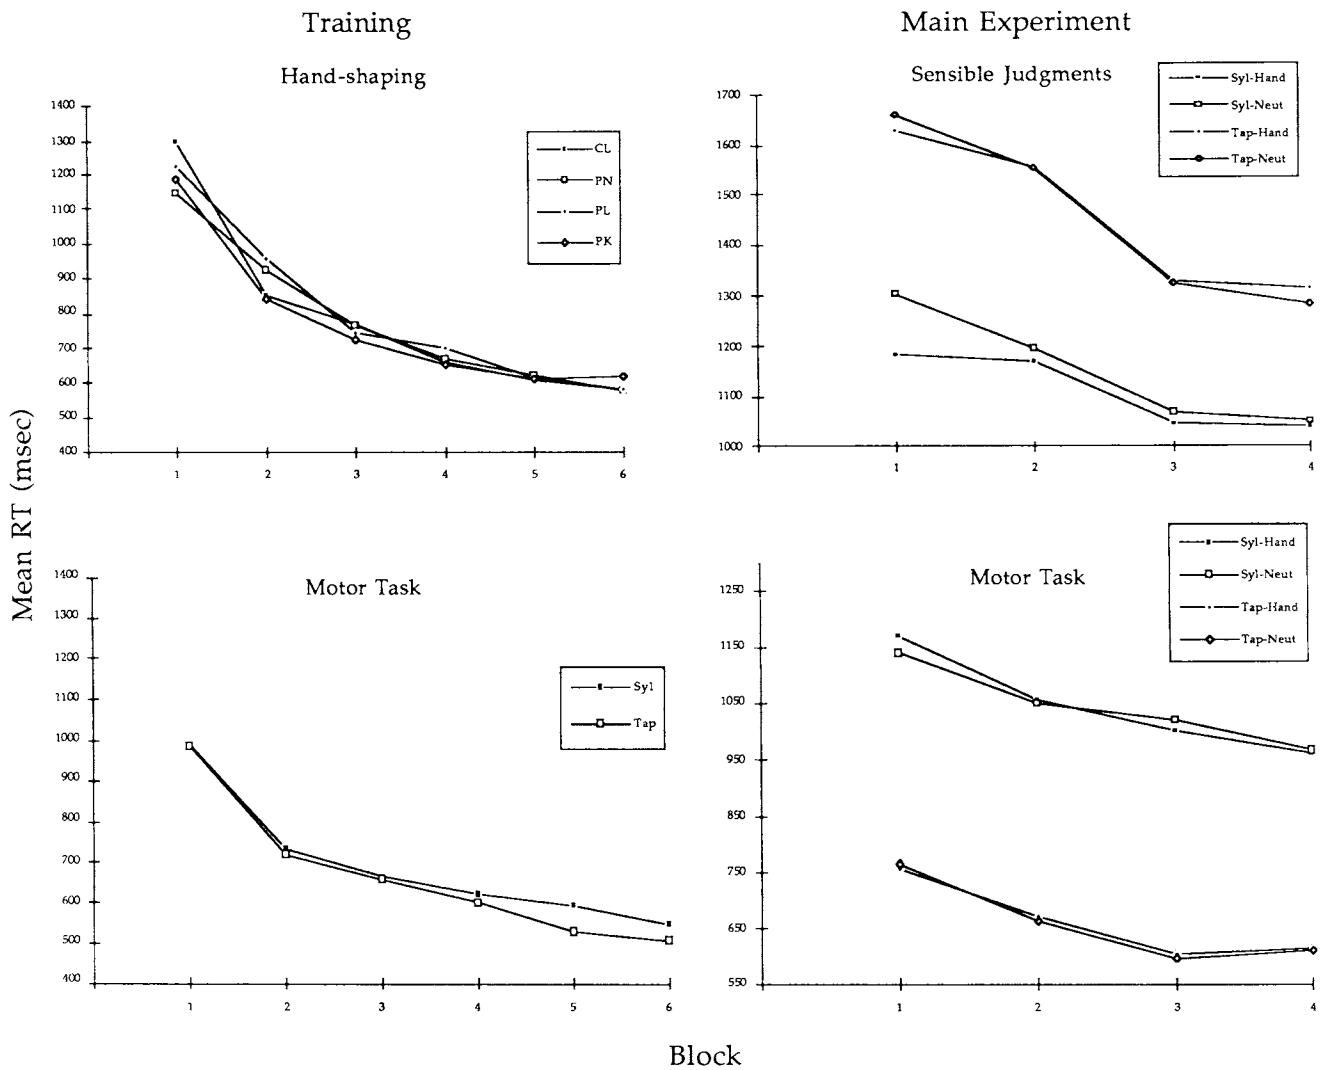 Training
Main Experiment
Hand-shaping
1400
1300
1200
1100
1000
900
800
700
600
500
400
1
2
3
4
5
6
CL
PN
PL
PK
Sensible Judgments
1700
1600
1500
1400
1300
1200
1100
1000
1
2
3
4
Syl-Hand
Syl-Neut
Tap-Hand
Tap-Neut
Mean RT (msec)
Motor Task
1400
1300
1200
1100
1000
900
800
700
600
500
400
1
2
3
4
5
6
Syl
Tap
Motor Task
1250
1150
1050
950
850
750
650
550
1
2
3
4
Syl-Hand
Syl-Neut
Tap-Hand
Tap-Neut
Block